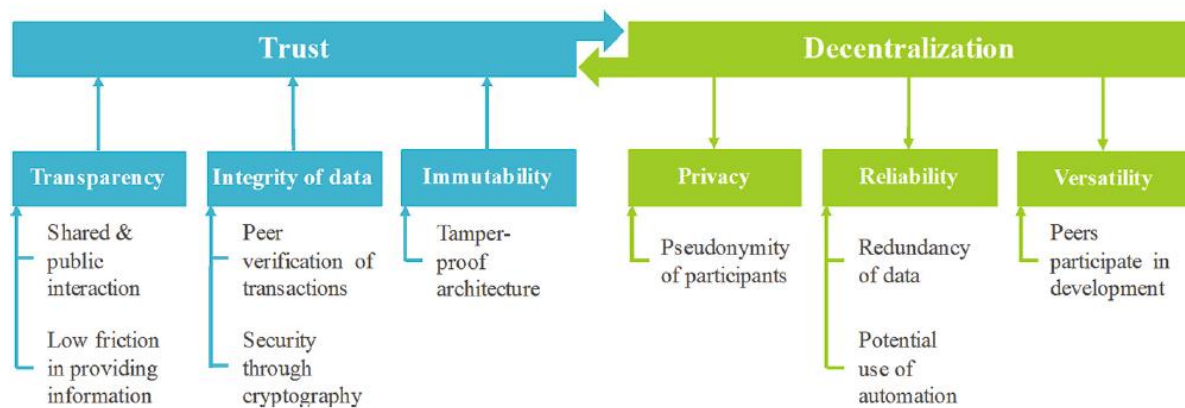 Trust
Decentralization
Transparency
Integrity of data
Immutability
Privacy
Reliability
Versatility
Shared &
public
interaction
Low friction
in providing
information
Peer
verification of
transactions
Security
through
cryptography
Tamper-
proof
architecture
Pseudonymity
of participants
Redundancy
of data
Potential
use of
automation
Peers
participate in
development